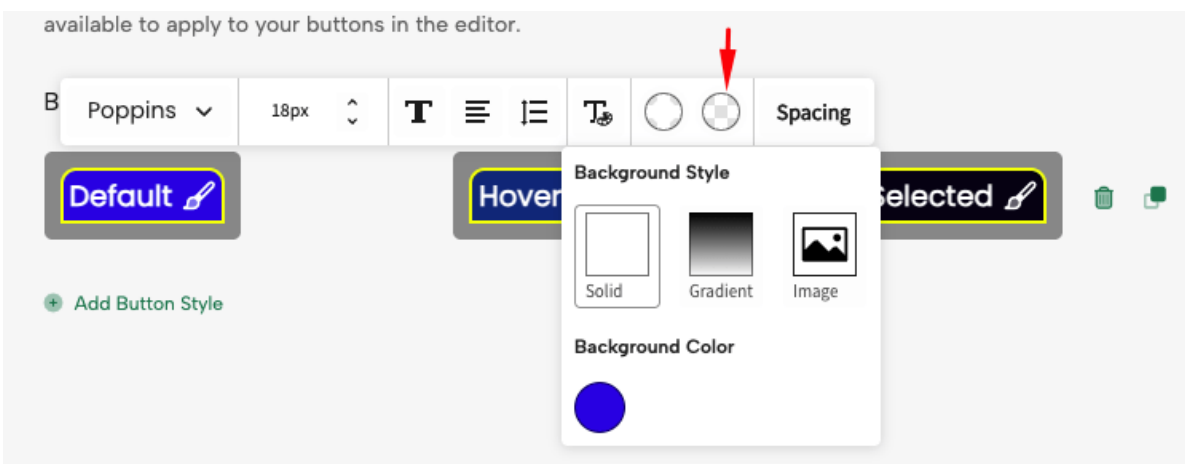 available to apply to your buttons in the editor.
B
Poppins 18px T Spacing
Default Hover Selected
Background Style
Solid Gradient Image
Add Button Style
Background Color